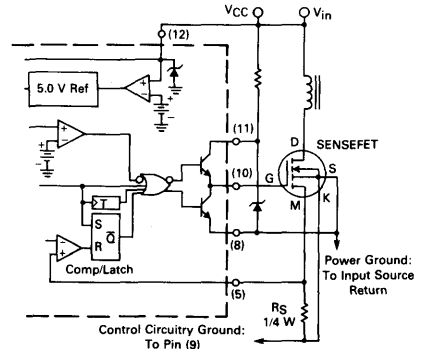 VCC
Vin
(12)
5.0 V Ref
+
−
+
−
(11)
D
SENSEFET
S
G
(10)
M
K
T
S
Q̅
R
(8)
Comp/Latch
Power Ground:
To Input Source
Return
(5)
RS
1/4 W
Control Circuitry Ground:
To Pin (9)